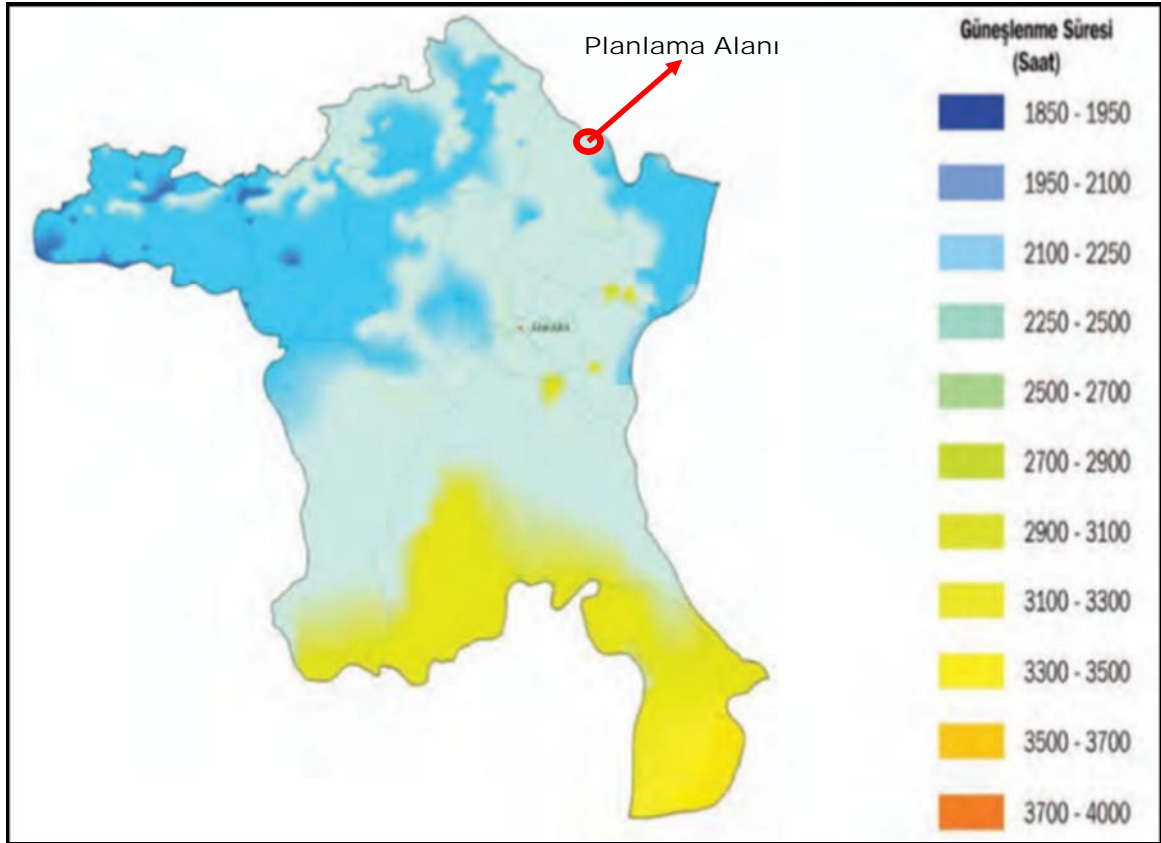 Planlama Alanı
ANKARA
Güneşlenme Süresi
(Saat)
1850 - 1950
1950 - 2100
2100 - 2250
2250 - 2500
2500 - 2700
2700 - 2900
2900 - 3100
3100 - 3300
3300 - 3500
3500 - 3700
3700 - 4000